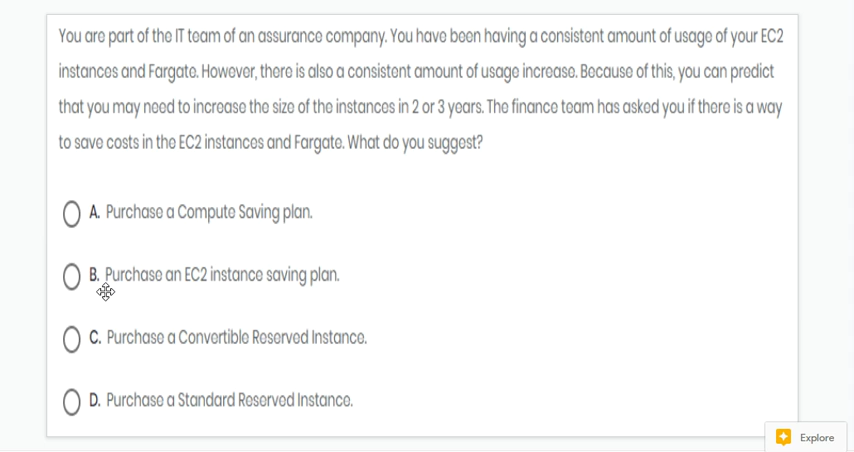 You are part of the IT team of an assurance company. You have been having a consistent amount of usage of your EC2
instances and Fargate. However, there is also a consistent amount of usage increase. Because of this, you can predict
that you may need to increase the size of the instances in 2 or 3 years. The finance team has asked you if there is a way
to save costs in the EC2 instances and Fargate. What do you suggest?
A. Purchase a Compute Saving plan.
B. Purchase an EC2 instance saving plan.
C. Purchase a Convertible Reserved Instance.
D. Purchase a Standard Reserved Instance.
Explore